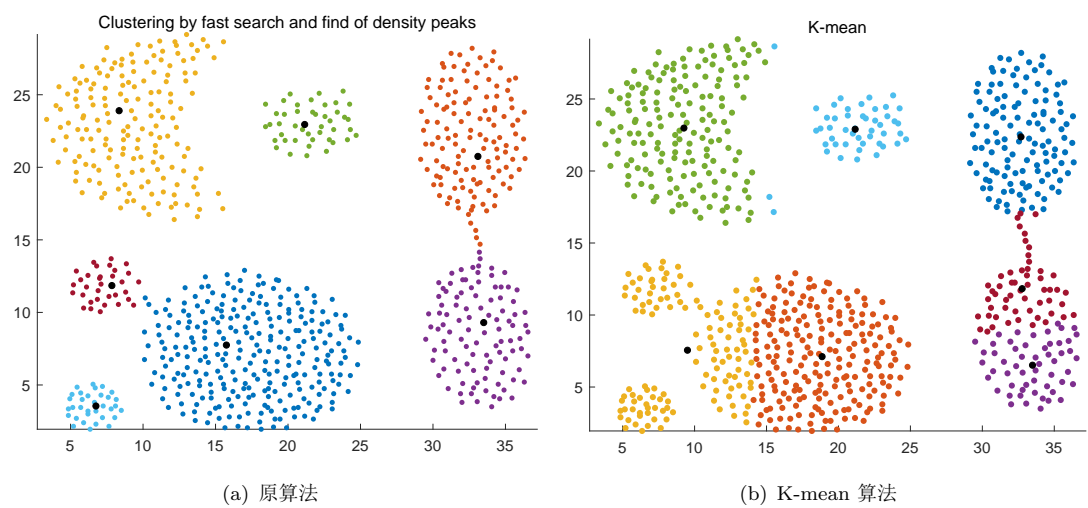 Clustering by fast search and find of density peaks
25
20
15
10
5
5 10 15 20 25 30 35
(a) 原算法
K-mean
25
20
15
10
5
5 10 15 20 25 30 35
(b) K-mean 算法